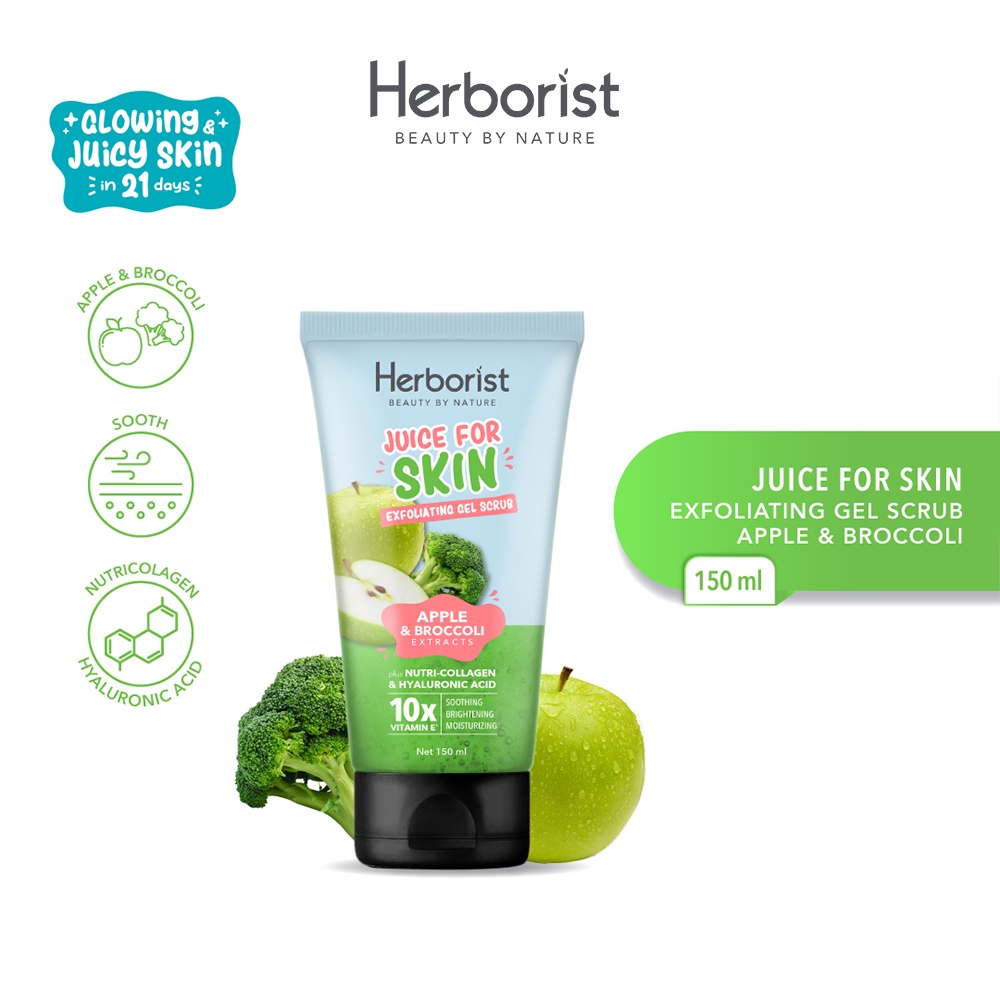 Herborist
BEAUTY BY NATURE
GLOWING &
JUICY SKIN
in 21 days
APPLE & BROCCOLI
SOOTH
NUTRICOLAGEN
HYALURONIC ACID
Herborist
BEAUTY BY NATURE
JUICE FOR
SKIN
EXFOLIATING GEL SCRUB
APPLE
& BROCCOLI
EXTRACTS
plus NUTRI-COLLAGEN
& HYALURONIC ACID
10x
VITAMIN E*
SOOTHING
BRIGHTENING
MOISTURIZING
Net 150 ml
JUICE FOR SKIN
EXFOLIATING GEL SCRUB
APPLE & BROCCOLI
150 ml